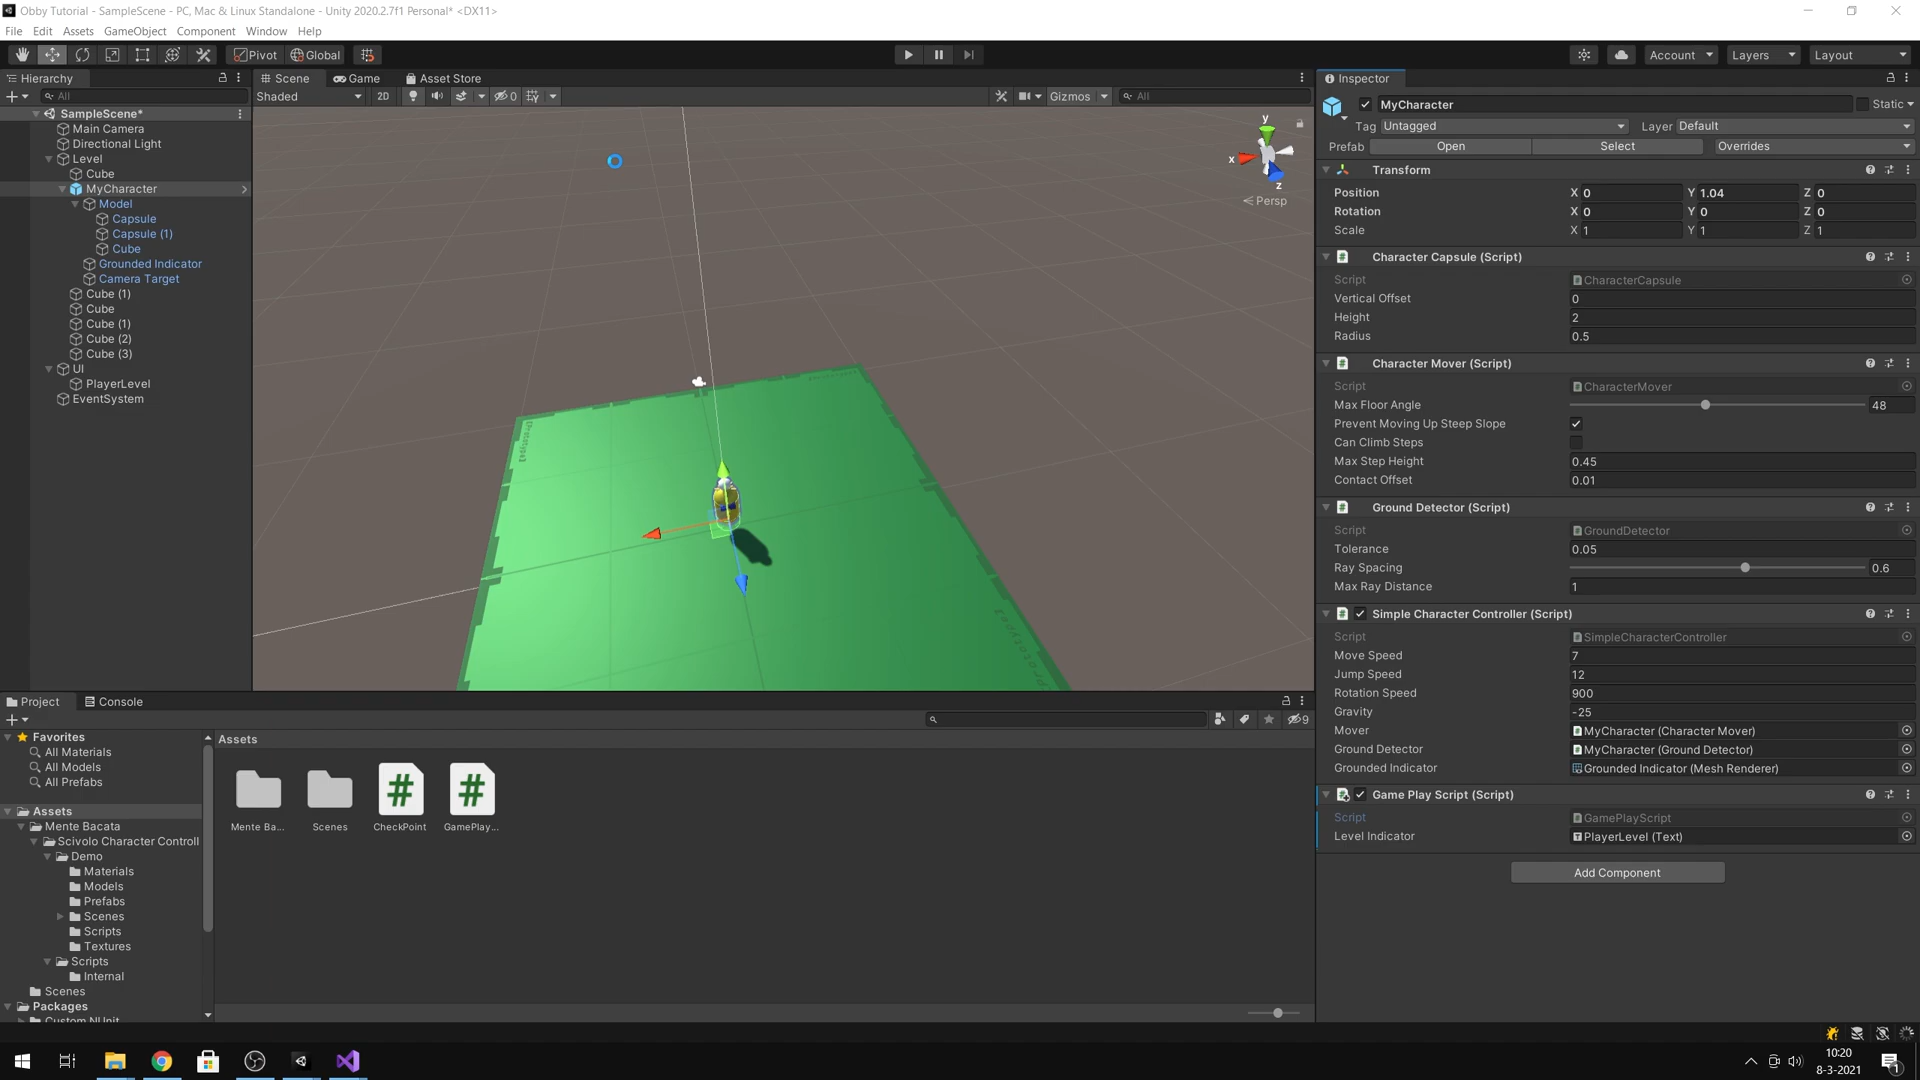 Obby Tutorial - SampleScene - PC, Mac & Linux Standalone - Unity 2020.2.7f1 Personal* <DX11>
File Edit Assets GameObject Component Window Help
Pivot Global Account Layers Layout
Hierarchy
All
SampleScene*
Main Camera
Directional Light
Level
Cube
MyCharacter
Model
Capsule
Capsule (1)
Cube
Grounded Indicator
Camera Target
Cube (1)
Cube
Cube (1)
Cube (2)
Cube (3)
UI
PlayerLevel
EventSystem
Scene Game Asset Store
Shaded 2D 0 Gizmos All
y
x
z
Persp
Inspector
MyCharacter Static
Tag Untagged Layer Default
Prefab Open Select Overrides
Transform
Position X 0 Y 1.04 Z 0
Rotation X 0 Y 0 Z 0
Scale X 1 Y 1 Z 1
Character Capsule (Script)
Script CharacterCapsule
Vertical Offset 0
Height 2
Radius 0.5
Character Mover (Script)
Script CharacterMover
Max Floor Angle 48
Prevent Moving Up Steep Slope
Can Climb Steps
Max Step Height 0.45
Contact Offset 0.01
Ground Detector (Script)
Script GroundDetector
Tolerance 0.05
Ray Spacing 0.6
Max Ray Distance 1
Simple Character Controller (Script)
Script SimpleCharacterController
Move Speed 7
Jump Speed 12
Rotation Speed 900
Gravity -25
Mover MyCharacter (Character Mover)
Ground Detector MyCharacter (Ground Detector)
Grounded Indicator Grounded Indicator (Mesh Renderer)
Game Play Script (Script)
Script GamePlayScript
Level Indicator PlayerLevel (Text)
Add Component
Project Console
9
Favorites
All Materials
All Models
All Prefabs
Assets
Mente Bacata
Scivolo Character Controll
Demo
Materials
Models
Prefabs
Scenes
Scripts
Textures
Scripts
Internal
Scenes
Packages
Custom NUnit
Assets
Mente Ba... Scenes CheckPoint GamePlay...
10:20
8-3-2021
1